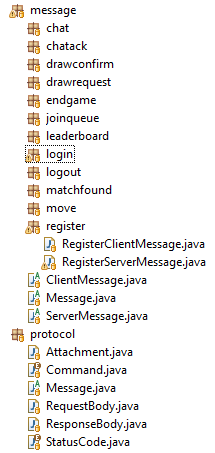 message
chat
chatack
drawconfirm
drawrequest
endgame
joinqueue
leaderboard
login
logout
matchfound
move
register
RegisterClientMessage.java
RegisterServerMessage.java
ClientMessage.java
Message.java
ServerMessage.java
protocol
Attachment.java
Command.java
Message.java
RequestBody.java
ResponseBody.java
StatusCode.java